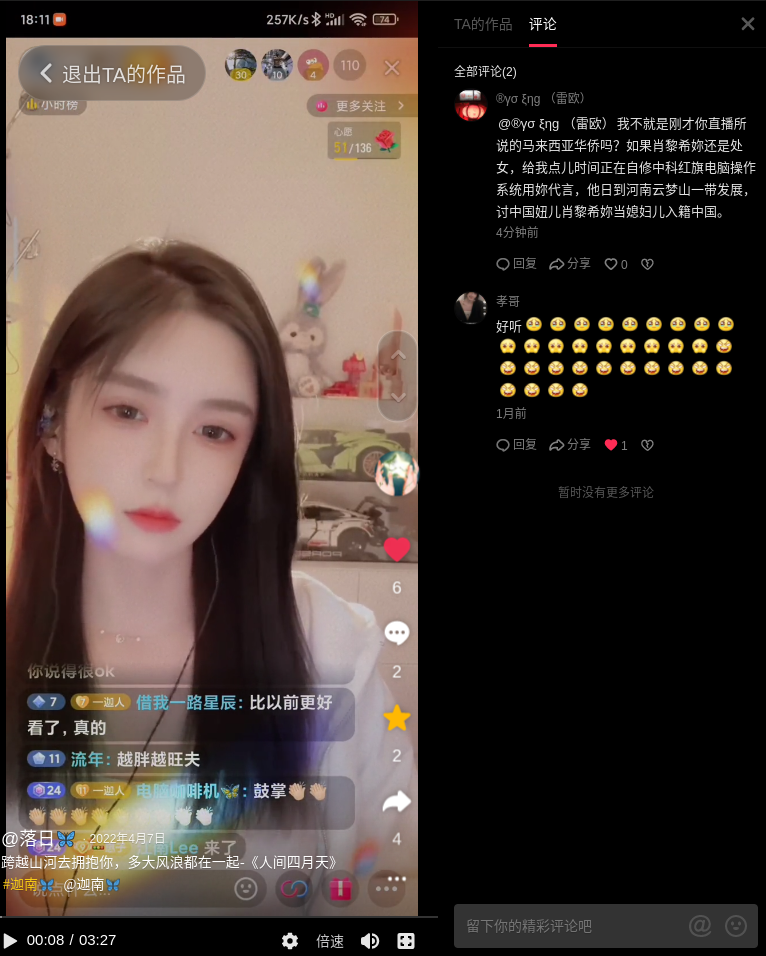 18:11
257K/s
HD
74
退出TA的作品
30
10
4
110
小时榜
更多关注
心愿
51/136
6
2
2
4
你说得很ok
7 一迦人 借我一路星辰: 比以前更好
看了, 真的
11 流年: 越胖越旺夫
24 一迦人 电脑咖啡机🦋: 鼓掌👏🏼👏🏼
👏🏼👏🏼👏🏼👏🏼👏🏼👏🏼👏🏼👏🏼👏🏼
24
Lee 来了
@落日🦋 · 2022年4月7日
跨越山河去拥抱你，多大风浪都在一起-《人间四月天》
#迦南🦋 @迦南🦋
00:08 / 03:27
倍速
TA的作品
评论
全部评论(2)
®γσ ξηg （雷欧）
@®γσ ξηg （雷欧） 我不就是刚才你直播所
说的马来西亚华侨吗？如果肖黎希妳还是处
女，给我点儿时间正在自修中科红旗电脑操作
系统用妳代言，他日到河南云梦山一带发展，
讨中国妞儿肖黎希妳当媳妇儿入籍中国。
4分钟前
回复 分享 0
孝哥
好听
1月前
回复 分享 1
暂时没有更多评论
留下你的精彩评论吧